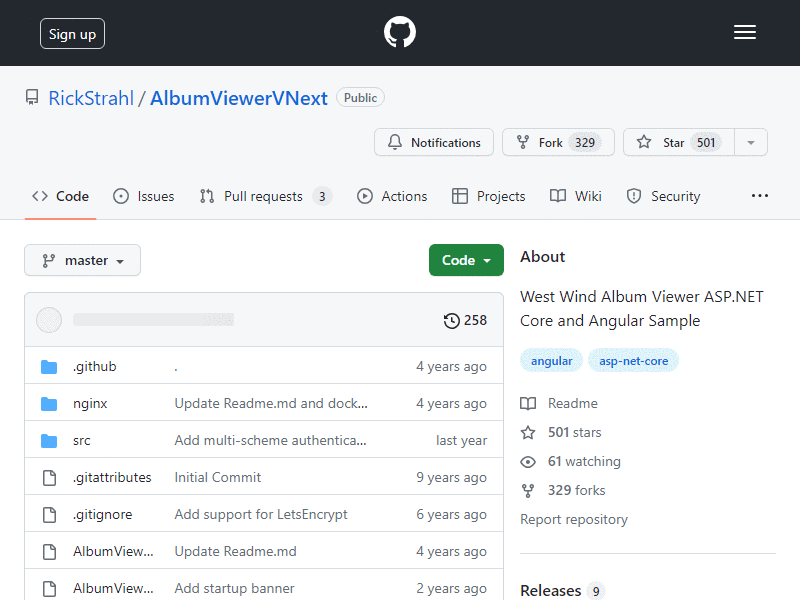 Sign up
RickStrahl / AlbumViewerVNext Public
Notifications Fork 329 Star 501
Code Issues Pull requests 3 Actions Projects Wiki Security
master Code
258
.github . 4 years ago
nginx Update Readme.md and dock... 4 years ago
src Add multi-scheme authentica... last year
.gitattributes Initial Commit 9 years ago
.gitignore Add support for LetsEncrypt 6 years ago
AlbumView... Update Readme.md 4 years ago
AlbumView... Add startup banner 2 years ago
About
West Wind Album Viewer ASP.NET
Core and Angular Sample
angular asp-net-core
Readme
501 stars
61 watching
329 forks
Report repository
Releases 9